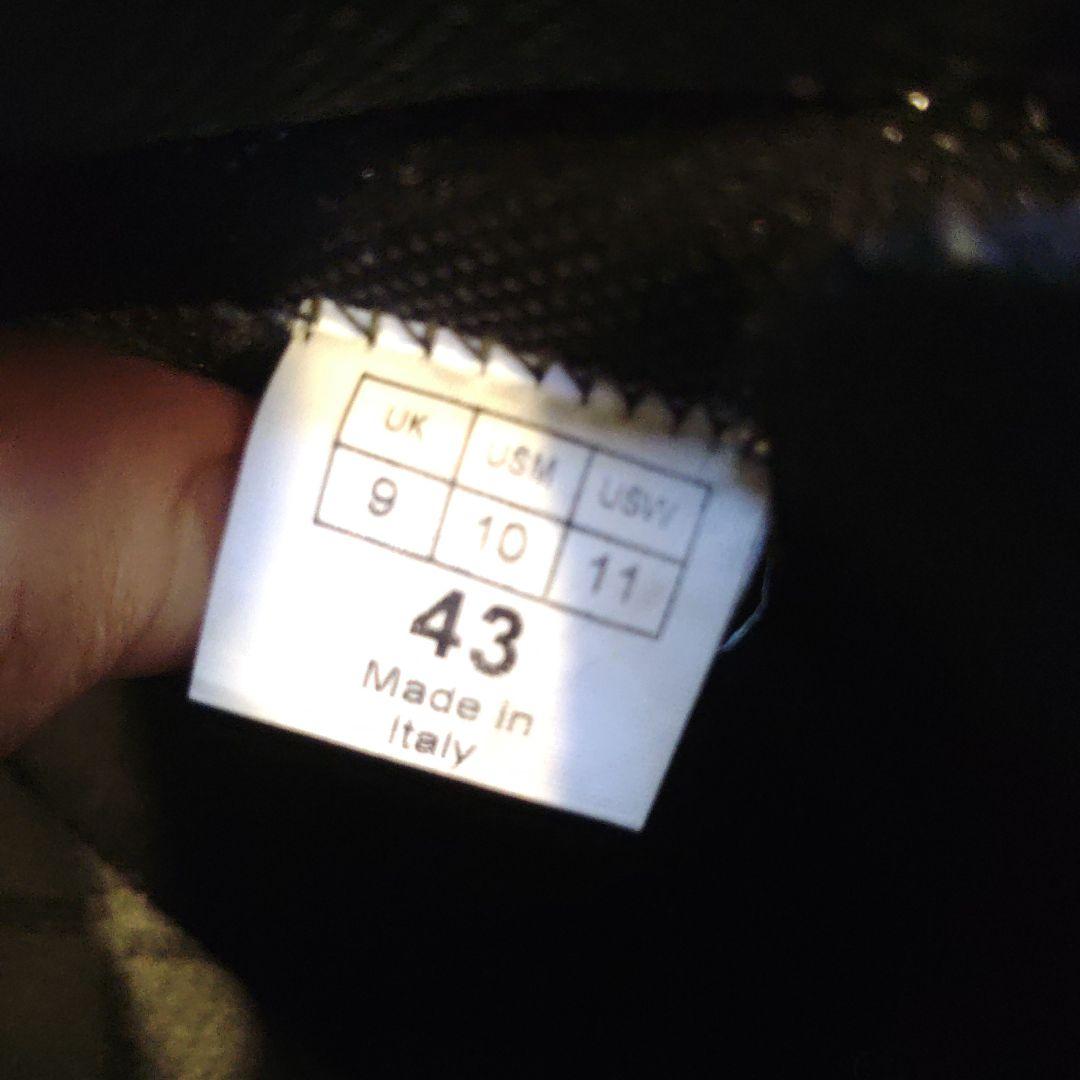 UK USM USW
9 10 11
43
Made in
Italy